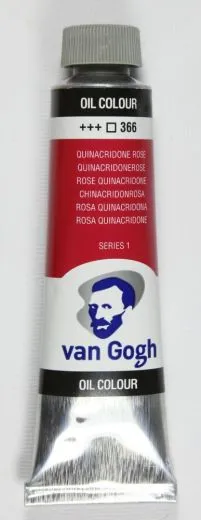 OIL COLOUR
+++ □ 366
QUINACRIDONE ROSE
QUINACRIDONEROSE
ROSE QUINACRIDONE
CHINACRIDONROSA
ROSA QUINACRIDONA
ROSA QUINACRIDONE
SERIES 1
van Gogh
OIL COLOUR